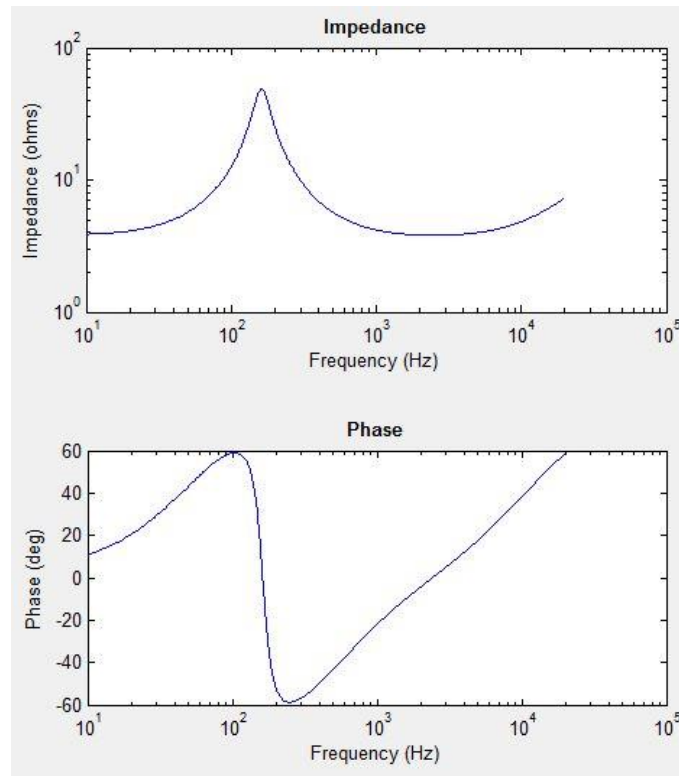 Impedance
10^2
10^1
10^0
Impedance (ohms)
10^1 10^2 10^3 10^4 10^5
Frequency (Hz)
Phase
60
40
20
0
-20
-40
-60
Phase (deg)
10^1 10^2 10^3 10^4 10^5
Frequency (Hz)